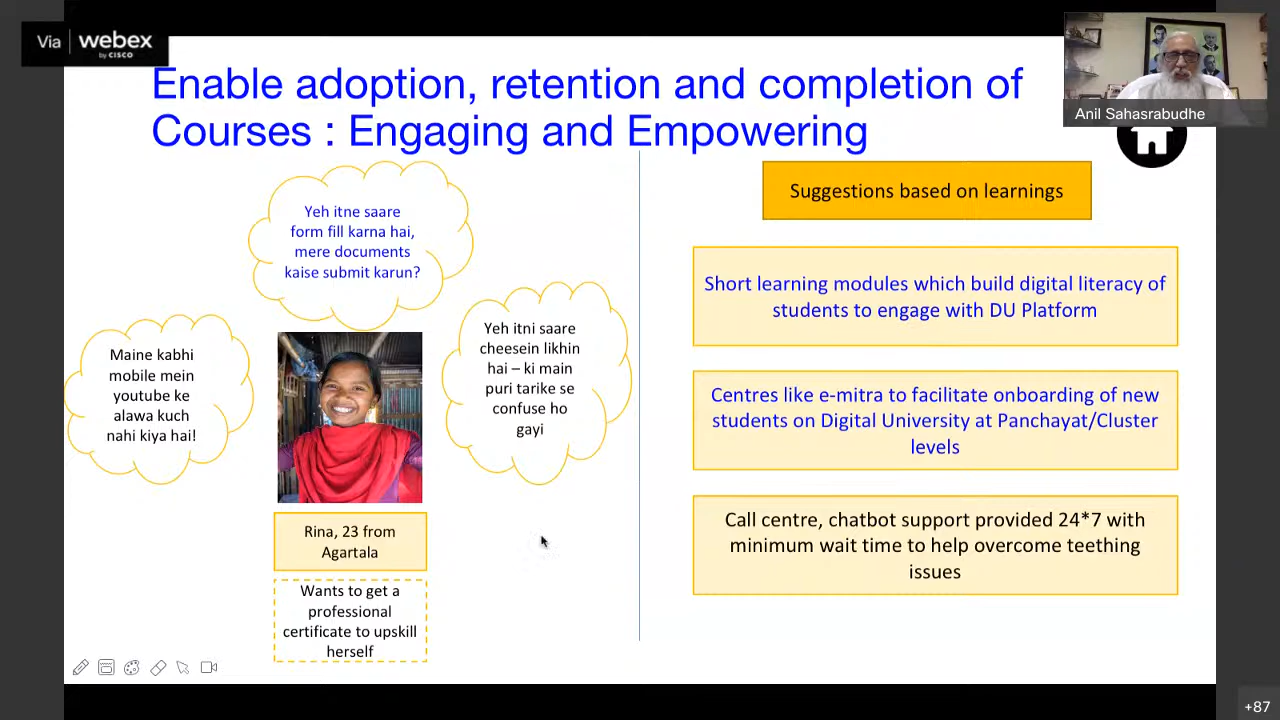 Via webex
by CISCO
Anil Sahasrabudhe
Enable adoption, retention and completion of
Courses : Engaging and Empowering
Yeh itne saare
form fill karna hai,
mere documents
kaise submit karun?
Maine kabhi
mobile mein
youtube ke
alawa kuch
nahi kiya hai!
Yeh itni saare
cheesein likhin
hai – ki main
puri tarike se
confuse ho
gayi
Rina, 23 from
Agartala
Wants to get a
professional
certificate to upskill
herself
Suggestions based on learnings
Short learning modules which build digital literacy of
students to engage with DU Platform
Centres like e-mitra to facilitate onboarding of new
students on Digital University at Panchayat/Cluster
levels
Call centre, chatbot support provided 24*7 with
minimum wait time to help overcome teething
issues
+87